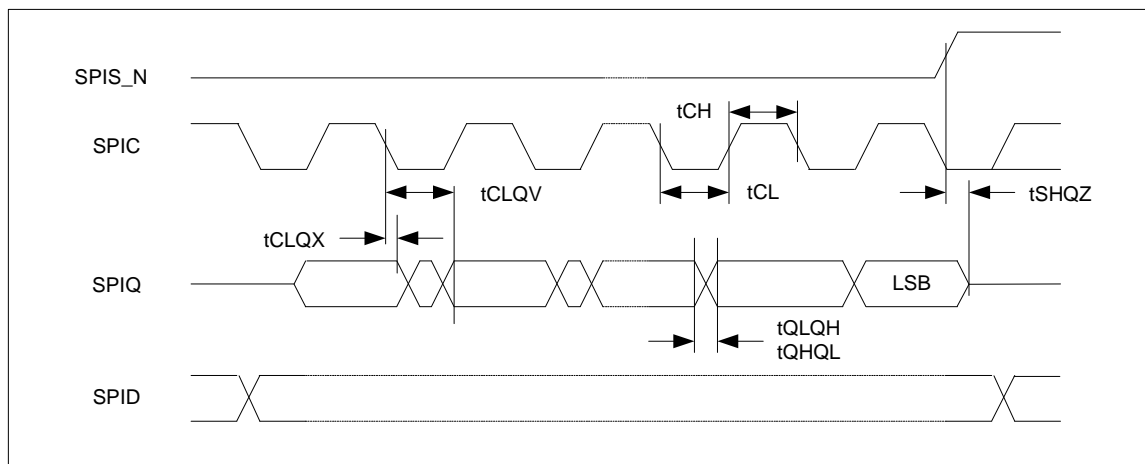 SPIS_N
tCH
SPIC
tCLQV
tCL
tSHQZ
tCLQX
SPIQ
LSB
tQLQH
tQHQL
SPID